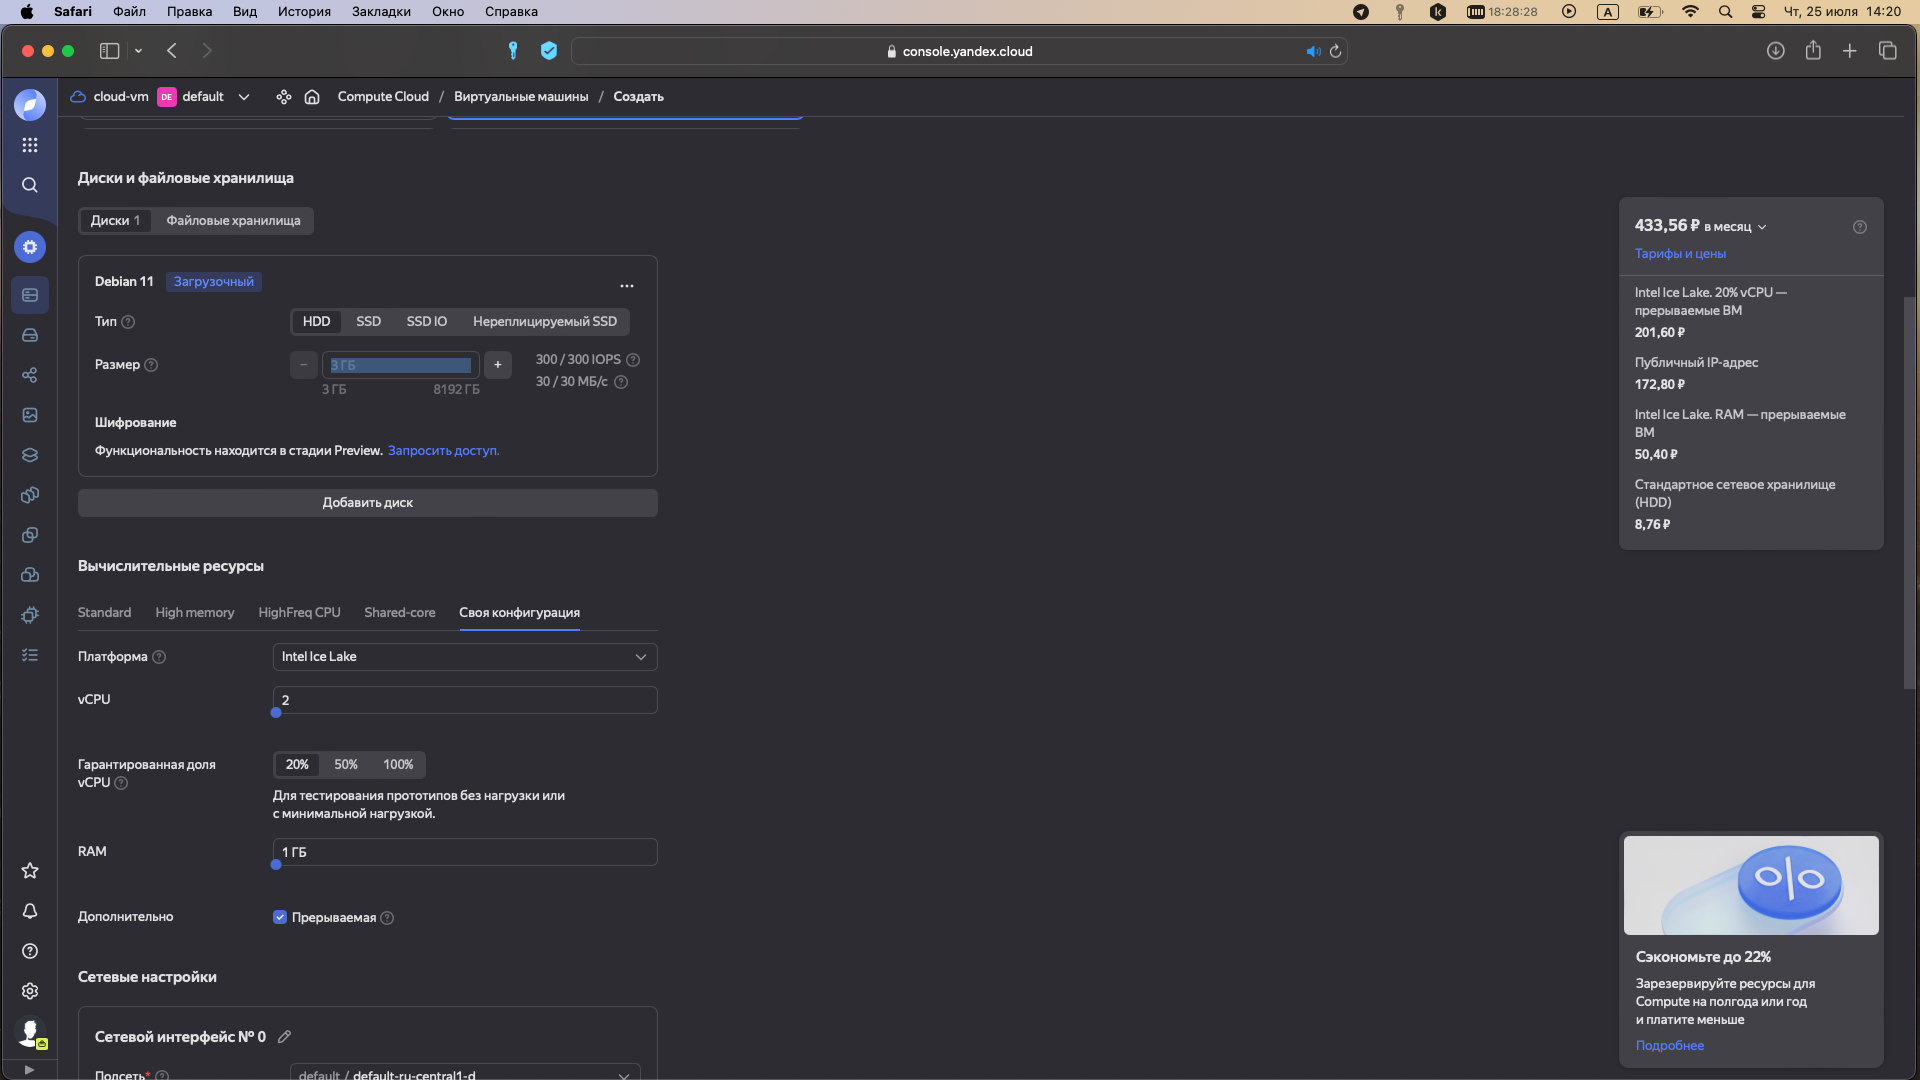 Safari Файл Правка Вид История Закладки Окно Справка
18:28:28 A Чт, 25 июля 14:20
console.yandex.cloud
cloud-vm DE default Compute Cloud / Виртуальные машины / Создать
Диски и файловые хранилища
Диски 1 Файловые хранилища
Debian 11 Загрузочный ...
Тип ? HDD SSD SSD IO Нереплицируемый SSD
Размер ? − 3 ГБ + 300 / 300 IOPS ?
3 ГБ 8192 ГБ 30 / 30 МБ/с ?
Шифрование
Функциональность находится в стадии Preview. Запросить доступ.
Добавить диск
Вычислительные ресурсы
Standard High memory HighFreq CPU Shared-core Своя конфигурация
Платформа ? Intel Ice Lake
vCPU 2
Гарантированная доля
vCPU ?
20% 50% 100%
Для тестирования прототипов без нагрузки или
с минимальной нагрузкой.
RAM 1 ГБ
Дополнительно Прерываемая ?
Сетевые настройки
Сетевой интерфейс № 0
Подсеть* ? default / default-ru-central1-d
433,56 ₽ в месяц ?
Тарифы и цены
Intel Ice Lake. 20% vCPU —
прерываемые ВМ
201,60 ₽
Публичный IP-адрес
172,80 ₽
Intel Ice Lake. RAM — прерываемые
ВМ
50,40 ₽
Стандартное сетевое хранилище
(HDD)
8,76 ₽
%
Сэкономьте до 22%
Зарезервируйте ресурсы для
Compute на полгода или год
и платите меньше
Подробнее